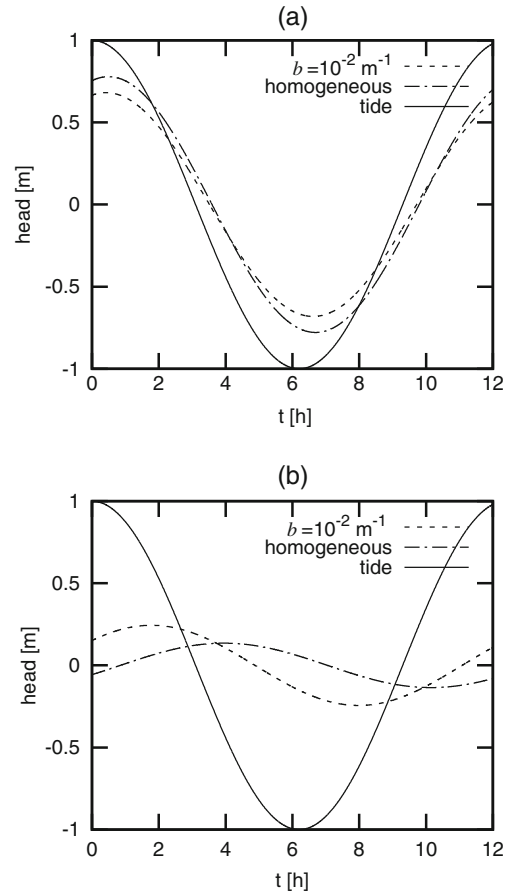 (a)
b=10⁻² m⁻¹
homogeneous
tide
1
0.5
0
-0.5
-1
head [m]
0 2 4 6 8 10 12
t [h]
(b)
b=10⁻² m⁻¹
homogeneous
tide
1
0.5
0
-0.5
-1
head [m]
0 2 4 6 8 10 12
t [h]